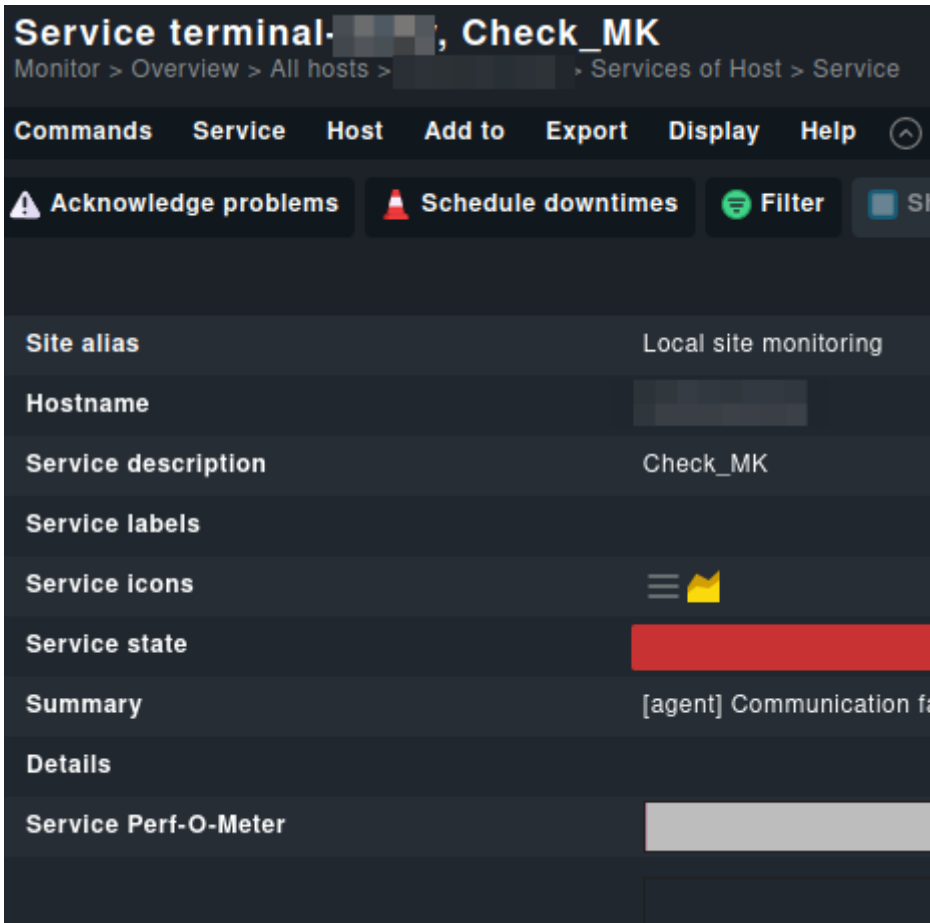 Service terminal- , Check_MK
Monitor > Overview > All hosts > > Services of Host > Service
Commands Service Host Add to Export Display Help
Acknowledge problems Schedule downtimes Filter
Site alias Local site monitoring
Hostname
Service description Check_MK
Service labels
Service icons
Service state
Summary [agent] Communication
Details
Service Perf-O-Meter